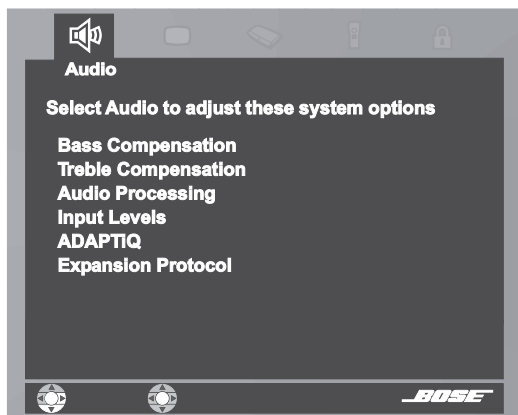 Audio
Select Audio to adjust these system options
Bass Compensation
Treble Compensation
Audio Processing
Input Levels
ADAPTIQ
Expansion Protocol
BOSE